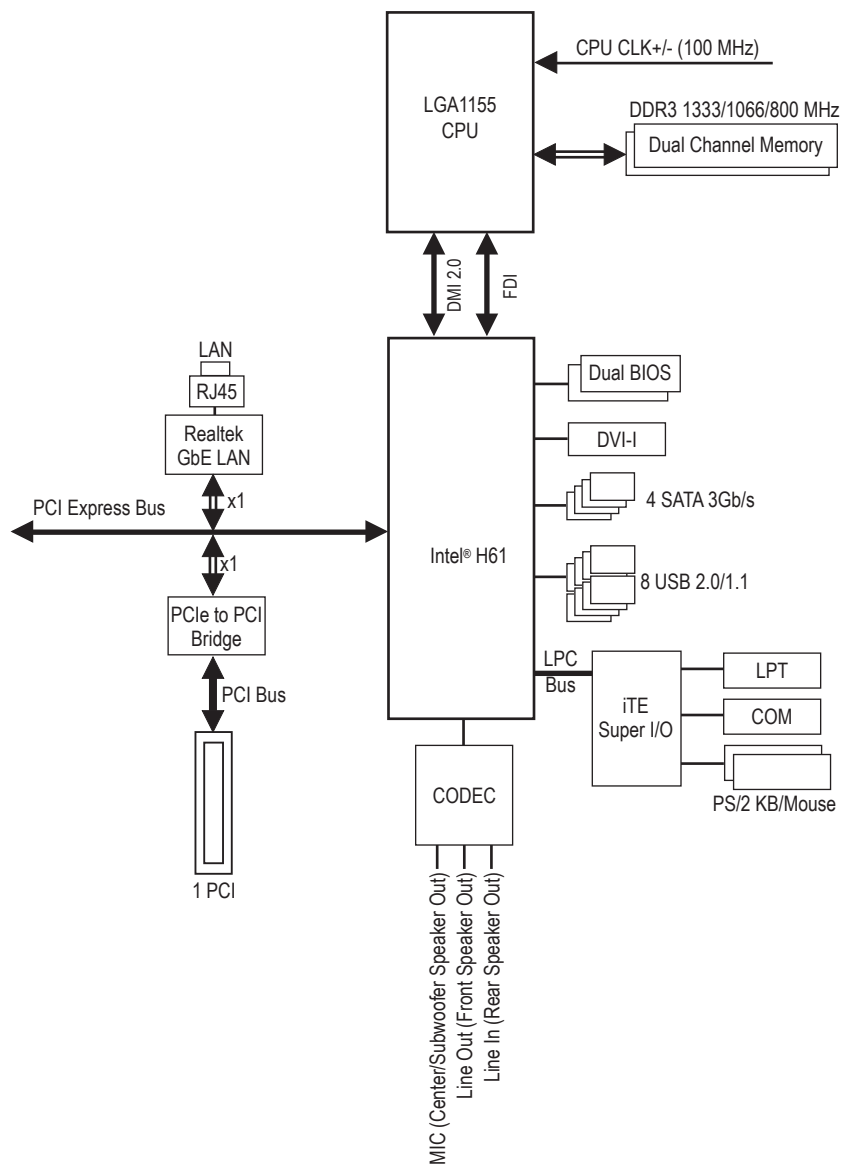 CPU CLK+/- (100 MHz)
LGA1155
CPU
DDR3 1333/1066/800 MHz
Dual Channel Memory
DMI 2.0
FDI
LAN
RJ45
Realtek
GbE LAN
x1
PCI Express Bus
x1
PCIe to PCI
Bridge
PCI Bus
1 PCI
Intel® H61
Dual BIOS
DVI-I
4 SATA 3Gb/s
8 USB 2.0/1.1
LPC
Bus
iTE
Super I/O
LPT
COM
PS/2 KB/Mouse
CODEC
MIC (Center/Subwoofer Speaker Out)
Line Out (Front Speaker Out)
Line In (Rear Speaker Out)